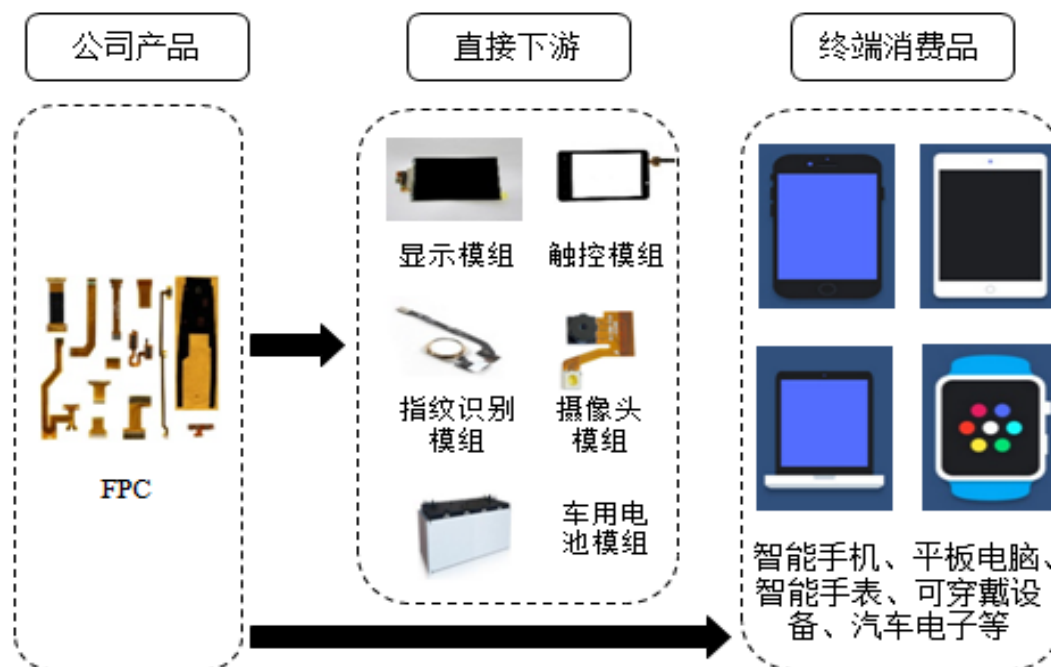 公司产品
直接下游
终端消费品
FPC
显示模组
触控模组
指纹识别
模组
摄像头
模组
车用电
池模组
智能手机、平板电脑、
智能手表、可穿戴设
备、汽车电子等